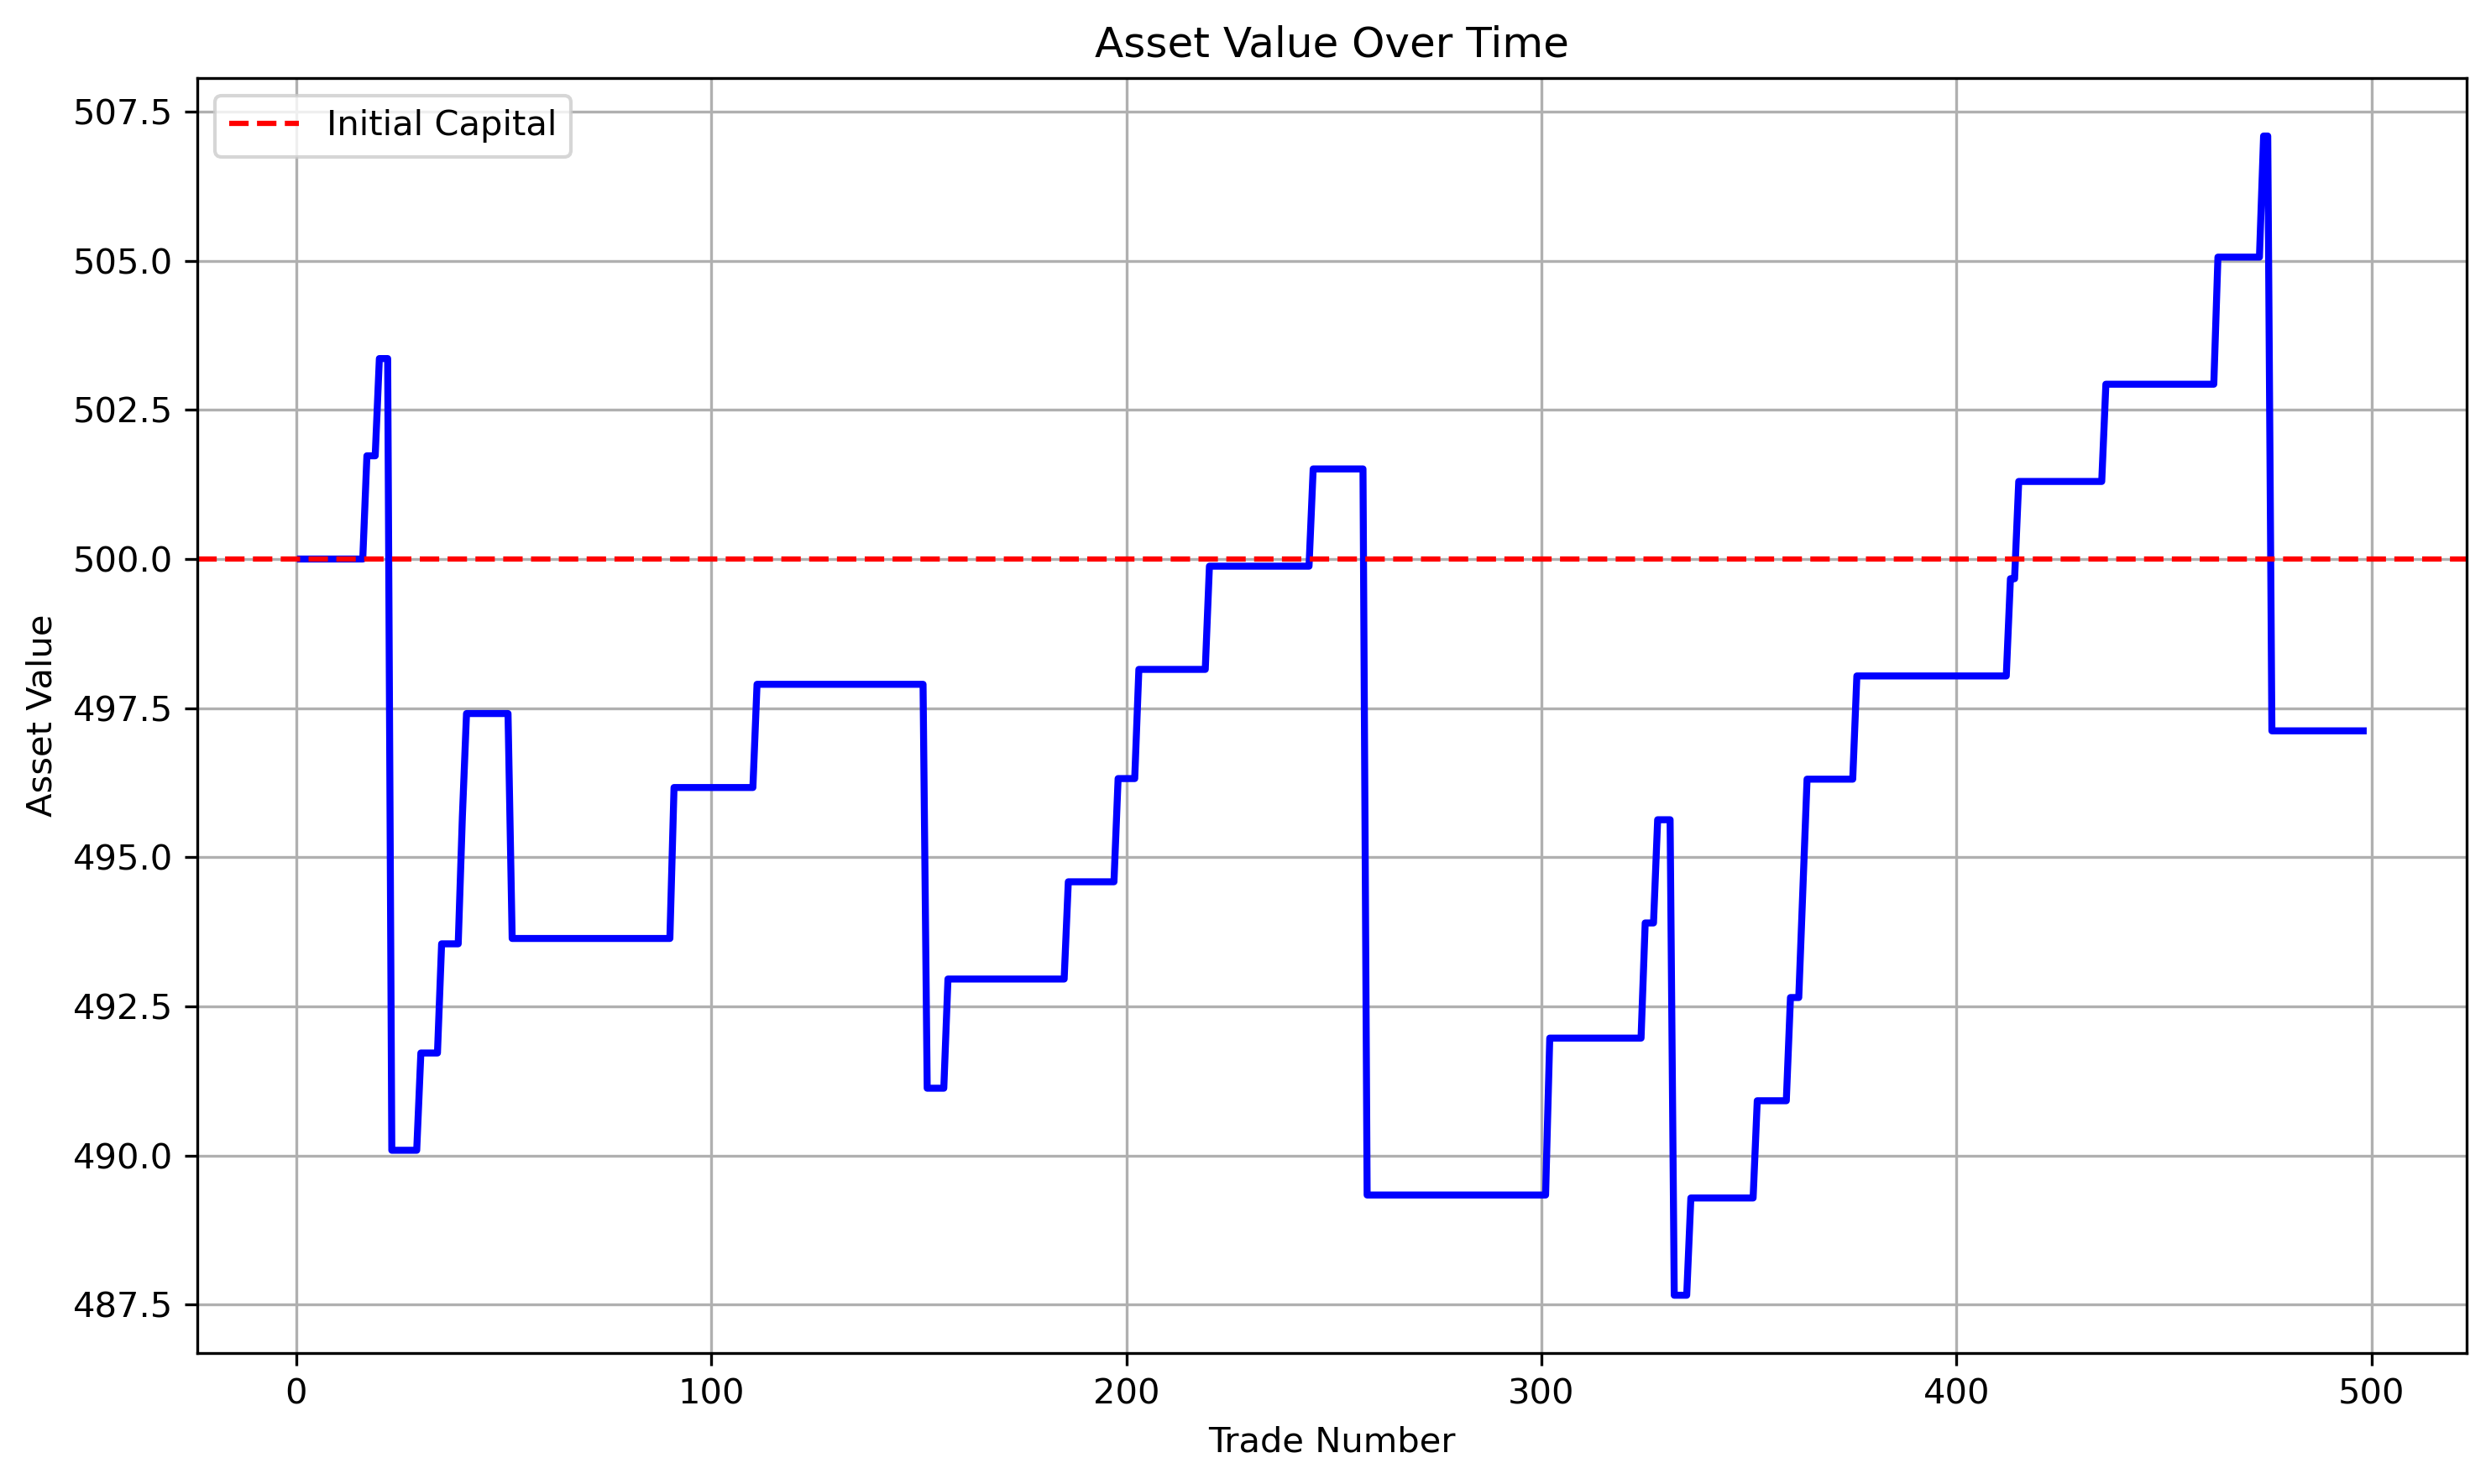 Asset Value Over Time
Initial Capital
507.5
505.0
502.5
500.0
497.5
495.0
492.5
490.0
487.5
Asset Value
0 100 200 300 400 500
Trade Number